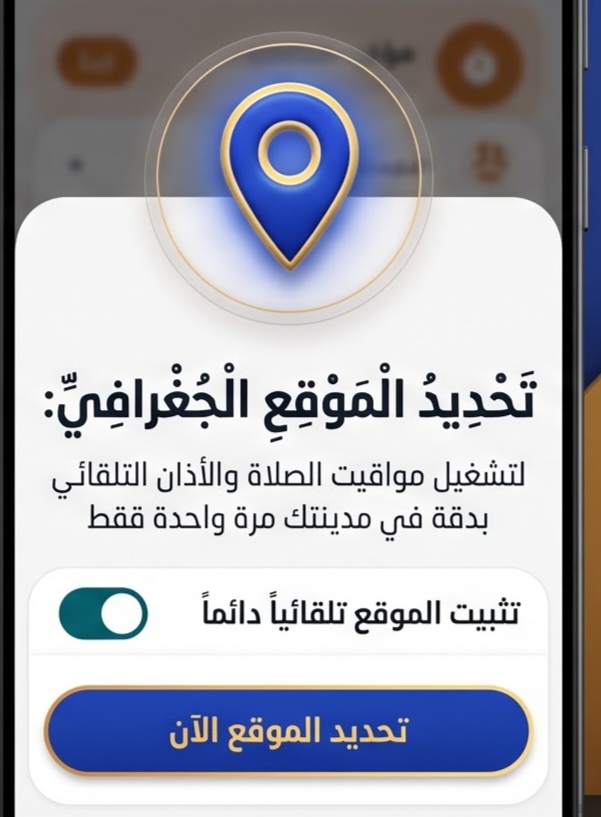 تَحْدِيدُ الْمَوْقِعِ الْجُغْرافِيِّ:
لتشغيل مواقيت الصلاة والأذان التلقائي
بدقة في مدينتك مرة واحدة فقط
تثبيت الموقع تلقائياً دائماً
تحديد الموقع الآن